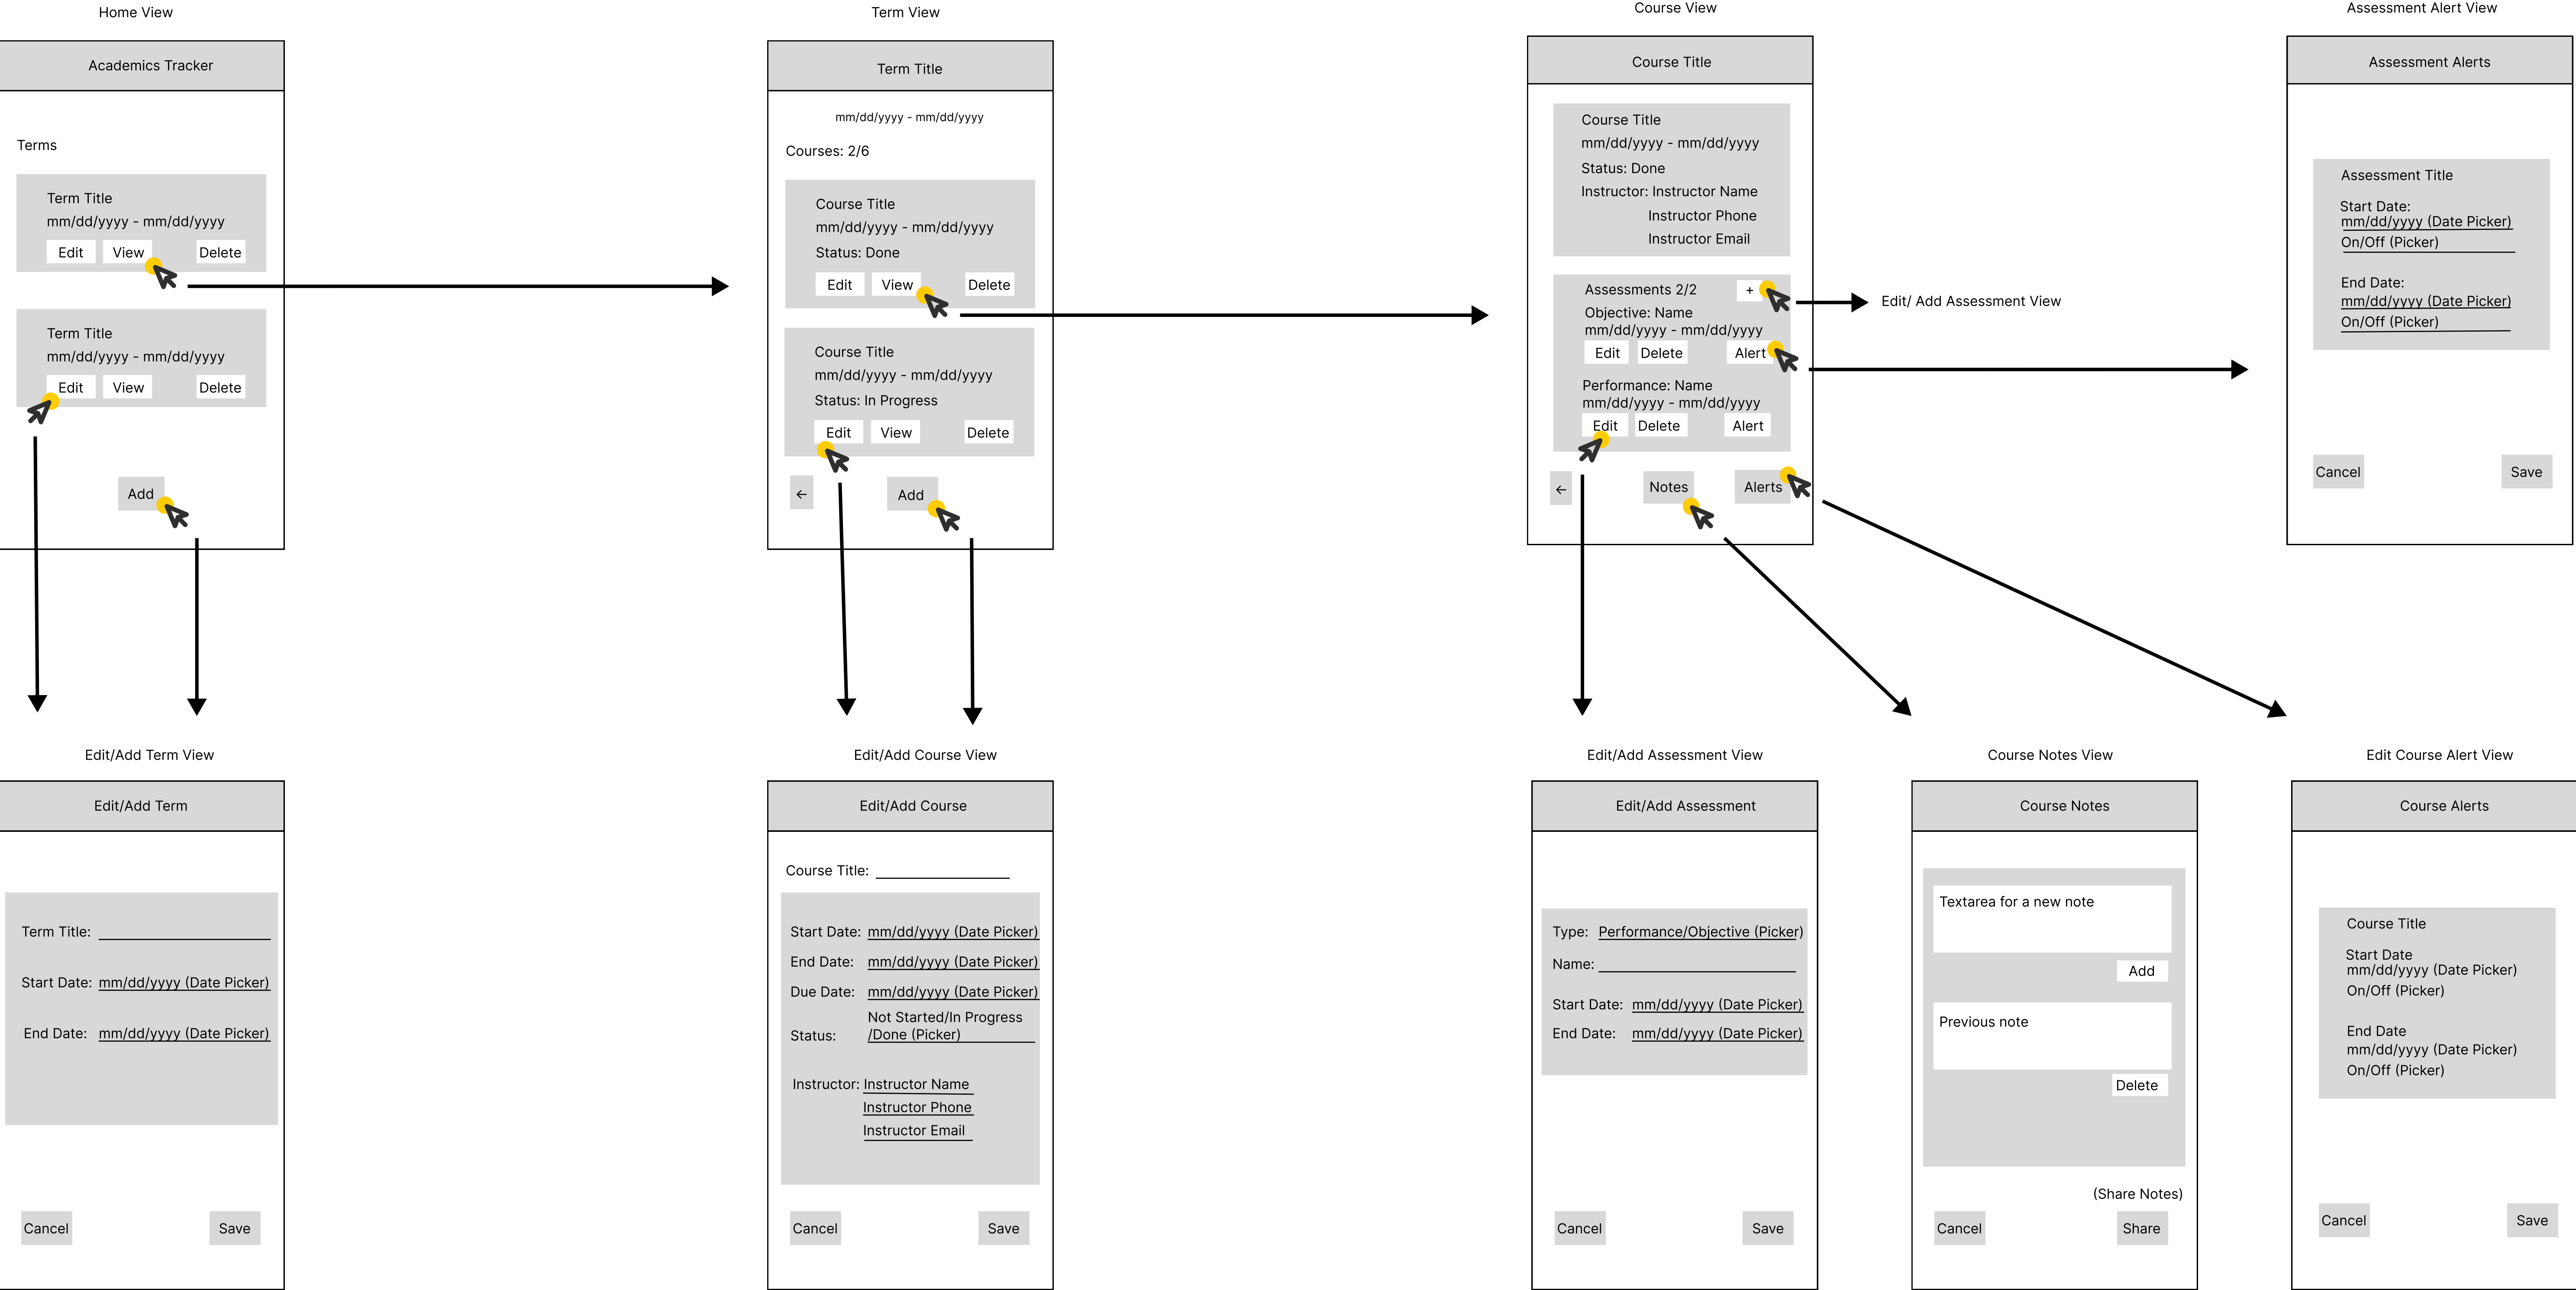 Home View
Academics Tracker
Terms
Term Title
mm/dd/yyyy - mm/dd/yyyy
Edit View Delete
Term Title
mm/dd/yyyy - mm/dd/yyyy
Edit View Delete
Add
Term View
Term Title
mm/dd/yyyy - mm/dd/yyyy
Courses: 2/6
Course Title
mm/dd/yyyy - mm/dd/yyyy
Status: Done
Edit View Delete
Course Title
mm/dd/yyyy - mm/dd/yyyy
Status: In Progress
Edit View Delete
← Add
Course View
Course Title
Course Title
mm/dd/yyyy - mm/dd/yyyy
Status: Done
Instructor: Instructor Name
Instructor Phone
Instructor Email
Assessments 2/2 +
Objective: Name
mm/dd/yyyy - mm/dd/yyyy
Edit Delete Alert
Performance: Name
mm/dd/yyyy - mm/dd/yyyy
Edit Delete Alert
← Notes Alerts
Edit/ Add Assessment View
Assessment Alert View
Assessment Alerts
Assessment Title
Start Date:
mm/dd/yyyy (Date Picker)
On/Off (Picker)
End Date:
mm/dd/yyyy (Date Picker)
On/Off (Picker)
Cancel Save
Edit/Add Term View
Edit/Add Term
Term Title:
Start Date: mm/dd/yyyy (Date Picker)
End Date: mm/dd/yyyy (Date Picker)
Cancel Save
Edit/Add Course View
Edit/Add Course
Course Title:
Start Date: mm/dd/yyyy (Date Picker)
End Date: mm/dd/yyyy (Date Picker)
Due Date: mm/dd/yyyy (Date Picker)
Not Started/In Progress
Status: /Done (Picker)
Instructor: Instructor Name
Instructor Phone
Instructor Email
Cancel Save
Edit/Add Assessment View
Edit/Add Assessment
Type: Performance/Objective (Picker)
Name:
Start Date: mm/dd/yyyy (Date Picker)
End Date: mm/dd/yyyy (Date Picker)
Cancel Save
Course Notes View
Course Notes
Textarea for a new note
Add
Previous note
Delete
(Share Notes)
Cancel Share
Edit Course Alert View
Course Alerts
Course Title
Start Date
mm/dd/yyyy (Date Picker)
On/Off (Picker)
End Date
mm/dd/yyyy (Date Picker)
On/Off (Picker)
Cancel Save